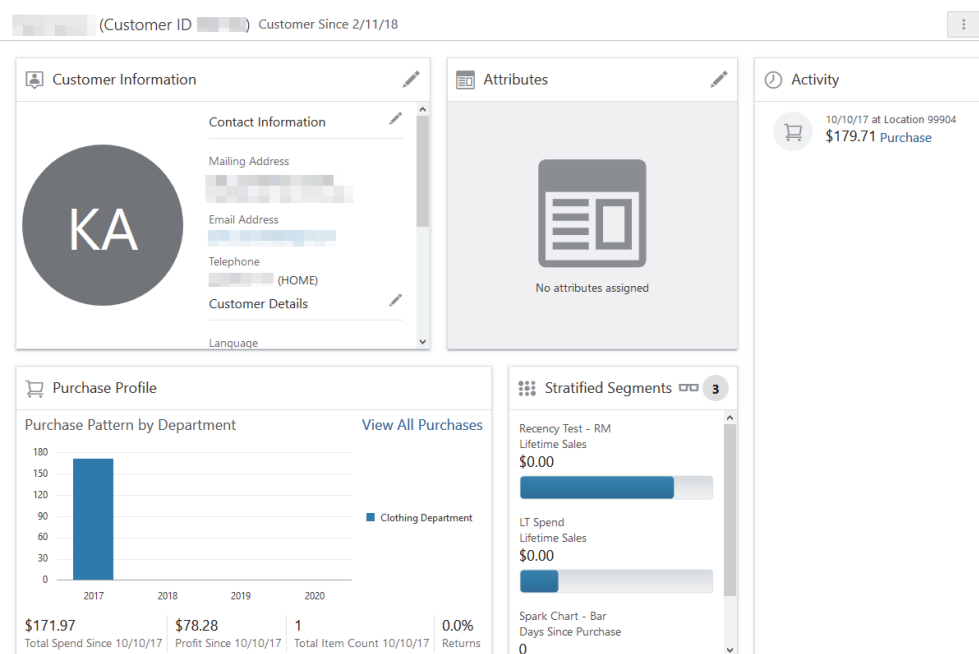 (Customer ID ) Customer Since 2/11/18
Customer Information
Contact Information
Mailing Address
Email Address
Telephone
(HOME)
Customer Details
Language
KA
Attributes
No attributes assigned
Activity
10/10/17 at Location 99904
$179.71 Purchase
Purchase Profile
Purchase Pattern by Department
View All Purchases
180
150
120
90
60
30
0
2017 2018 2019 2020
Clothing Department
$171.97 $78.28 1 0.0%
Total Spend Since 10/10/17 Profit Since 10/10/17 Total Item Count 10/10/17 Returns
Stratified Segments 3
Recency Test - RM
Lifetime Sales
$0.00
LT Spend
Lifetime Sales
$0.00
Spark Chart - Bar
Days Since Purchase
0